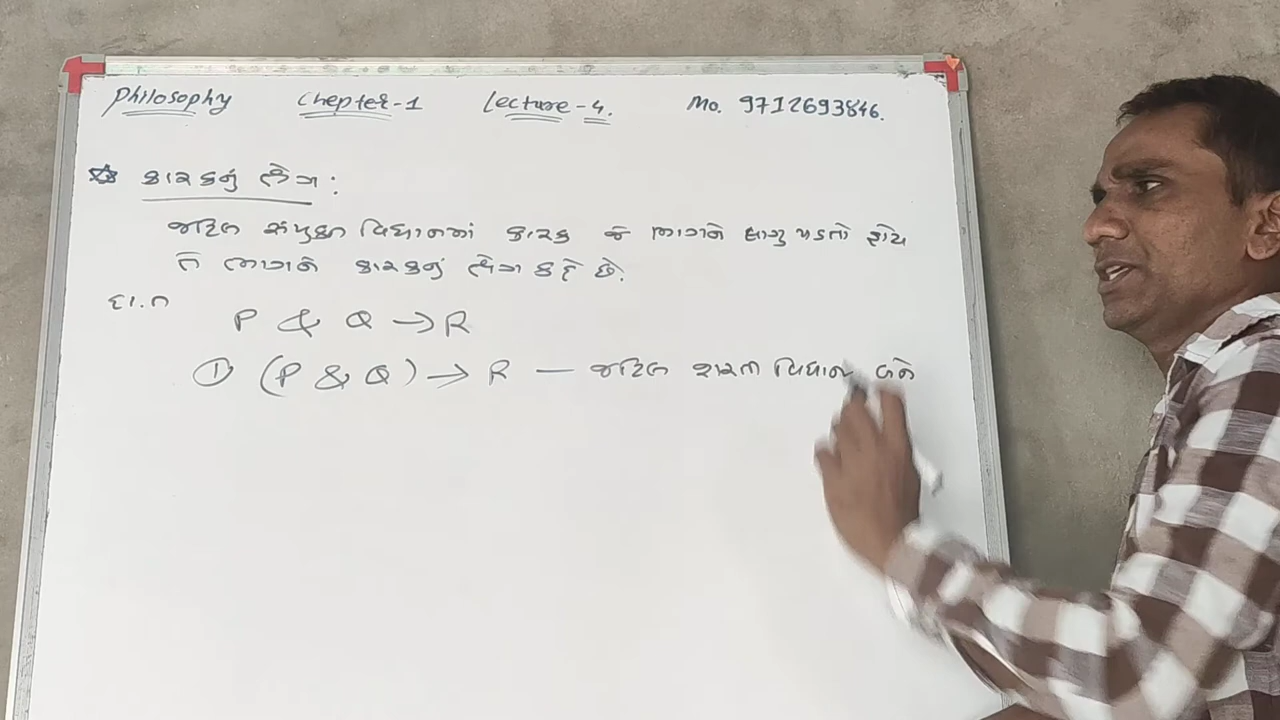 Philosophy Chepter-1 Lecture-4. Mo. 9712693846.
કારકનું ક્ષેત્ર :
જટિલ સંયુક્ત વિધાનમાં કારક જે ભાગને લાગુ પડતો હોય
તે ભાગને કારકનું ક્ષેત્ર કહે છે.
દા.ત
P & Q → R
① (P & Q) → R — જટિલ શરતી વિધાન બને